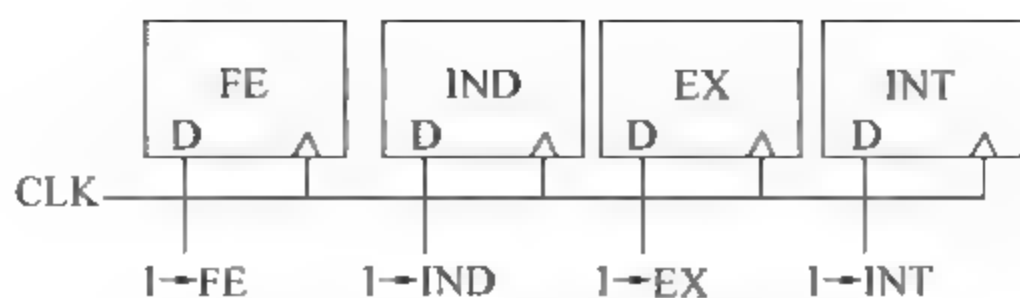 FE IND EX INT
D D D D
CLK
1→FE 1→IND 1→EX 1→INT